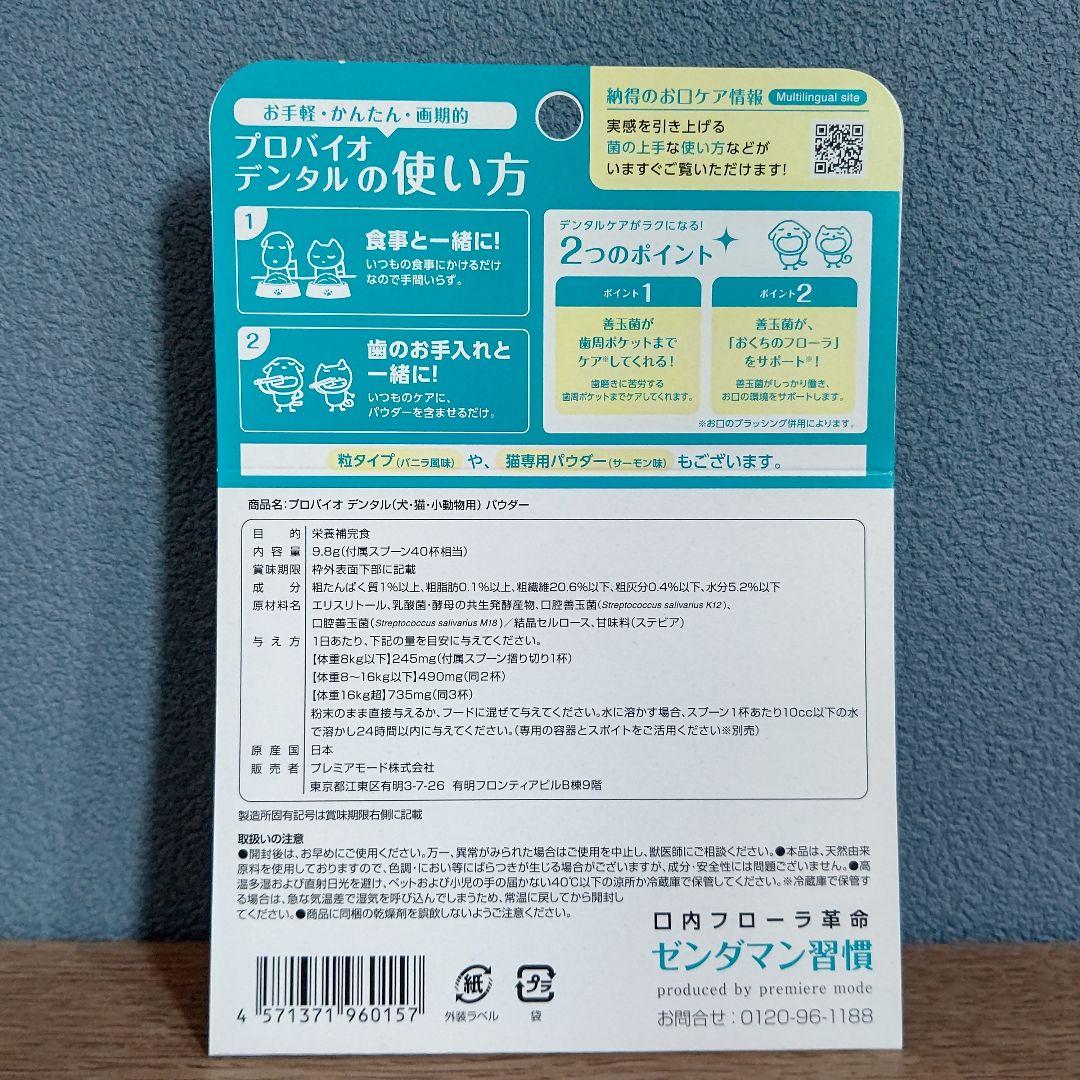 お手軽・かんたん・画期的
プロバイオ
デンタルの使い方
納得のお口ケア情報 Multilingual site
実感を引き上げる
菌の上手な使い方などが
いますぐご覧いただけます!
1
食事と一緒に!
いつもの食事にかけるだけ
なので手間いらず。
2
歯のお手入れと
一緒に!
いつものケアに、
パウダーを含ませるだけ。
デンタルケアがラクになる!
2つのポイント
ポイント1
善玉菌が
歯周ポケットまで
ケア※してくれる!
歯磨きに苦労する
歯周ポケットまでケアしてくれます。
ポイント2
善玉菌が、
「おくちのフローラ」
をサポート※!
善玉菌がしっかり働き、
お口の環境をサポートします。
※お口のブラッシング併用によります。
粒タイプ(バニラ風味) や、 猫専用パウダー(サーモン味) もございます。
商品名:プロバイオ デンタル(犬・猫・小動物用) パウダー
目的 栄養補完食
内容量 9.8g(付属スプーン40杯相当)
賞味期限 枠外表面下部に記載
成分 粗たんぱく質1%以上、粗脂肪0.1%以上、粗繊維20.6%以下、粗灰分0.4%以下、水分5.2%以下
原材料名 エリスリトール、乳酸菌・酵母の共生発酵産物、口腔善玉菌(Streptococcus salivarius K12)、
口腔善玉菌(Streptococcus salivarius M18)/結晶セルロース、甘味料(ステビア)
与え方 1日あたり、下記の量を目安に与えてください。
【体重8kg以下】245mg(付属スプーン摺り切り1杯)
【体重8〜16kg以下】490mg(同2杯)
【体重16kg超】735mg(同3杯)
粉末のまま直接与えるか、フードに混ぜて与えてください。水に溶かす場合、スプーン1杯あたり10cc以下の水
で溶かし24時間以内に与えてください。(専用の容器とスポイトをご活用ください※別売)
原産国 日本
販売者 プレミアモード株式会社
東京都江東区有明3-7-26 有明フロンティアビルB棟9階
製造所固有記号は賞味期限右側に記載
取扱いの注意
●開封後は、お早めにご使用ください。万一、異常がみられた場合はご使用を中止し、獣医師にご相談ください。●本品は、天然由来
原料を使用しておりますので、色調・におい等にばらつきが生じる場合がございますが、成分・安全性には問題ございません。●高
温多湿および直射日光を避け、ペットおよび小児の手の届かない40℃以下の涼所か冷蔵庫で保管してください。※冷蔵庫で保管す
る場合は、急な気温差で湿気を呼び込んでしまうため、常温に戻してから開封し
てください。●商品に同梱の乾燥剤を誤飲しないようご注意ください。
口内フローラ革命
ゼンダマン習慣
produced by premiere mode
お問合せ:0120-96-1188
4 571371 960157
紙
外装ラベル
プラ
袋